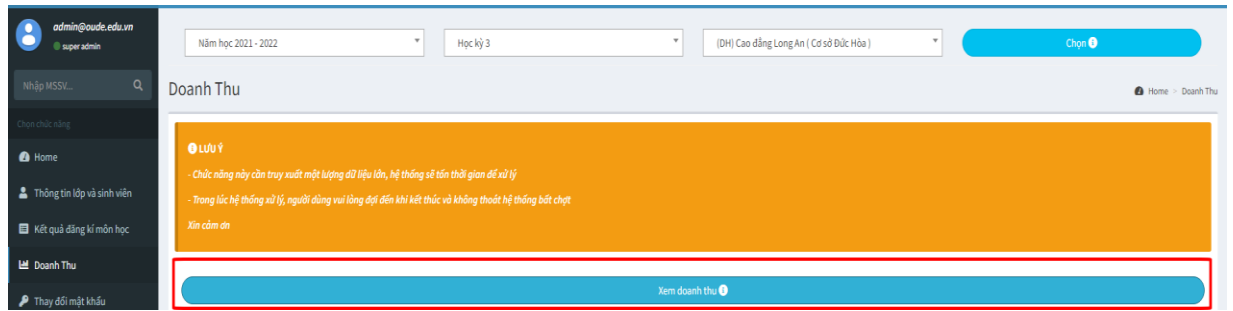 admin@oude.edu.vn
super admin
Nhập MSSV...
Chọn chức năng
Home
Thông tin lớp và sinh viên
Kết quả đăng kí môn học
Doanh Thu
Thay đổi mật khẩu
Năm học 2021 - 2022
Học kỳ 3
(DH) Cao đẳng Long An ( Cơ sở Đức Hòa )
Chọn
Doanh Thu
Home > Doanh Thu
LƯU Ý
- Chức năng này cần truy xuất một lượng dữ liệu lớn, hệ thống sẽ tốn thời gian để xử lý
- Trong lúc hệ thống xử lý, người dùng vui lòng đợi đến khi kết thúc và không thoát hệ thống bất chợt
Xin cảm ơn
Xem doanh thu